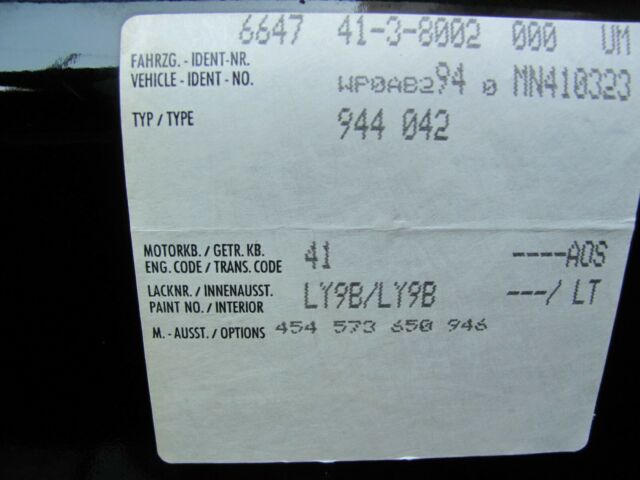 6647 41-3-8002 000 UM
FAHRZG. - IDENT-NR.
VEHICLE - IDENT - NO. WP0AB294 0 MN410323
TYP / TYPE 944 042
MOTORKB. / GETR. KB. 41 ----AOS
ENG. CODE / TRANS. CODE
LACKNR. / INNENAUSST. LY9B/LY9B ---/ LT
PAINT NO. / INTERIOR
M. - AUSST. / OPTIONS 454 573 650 946